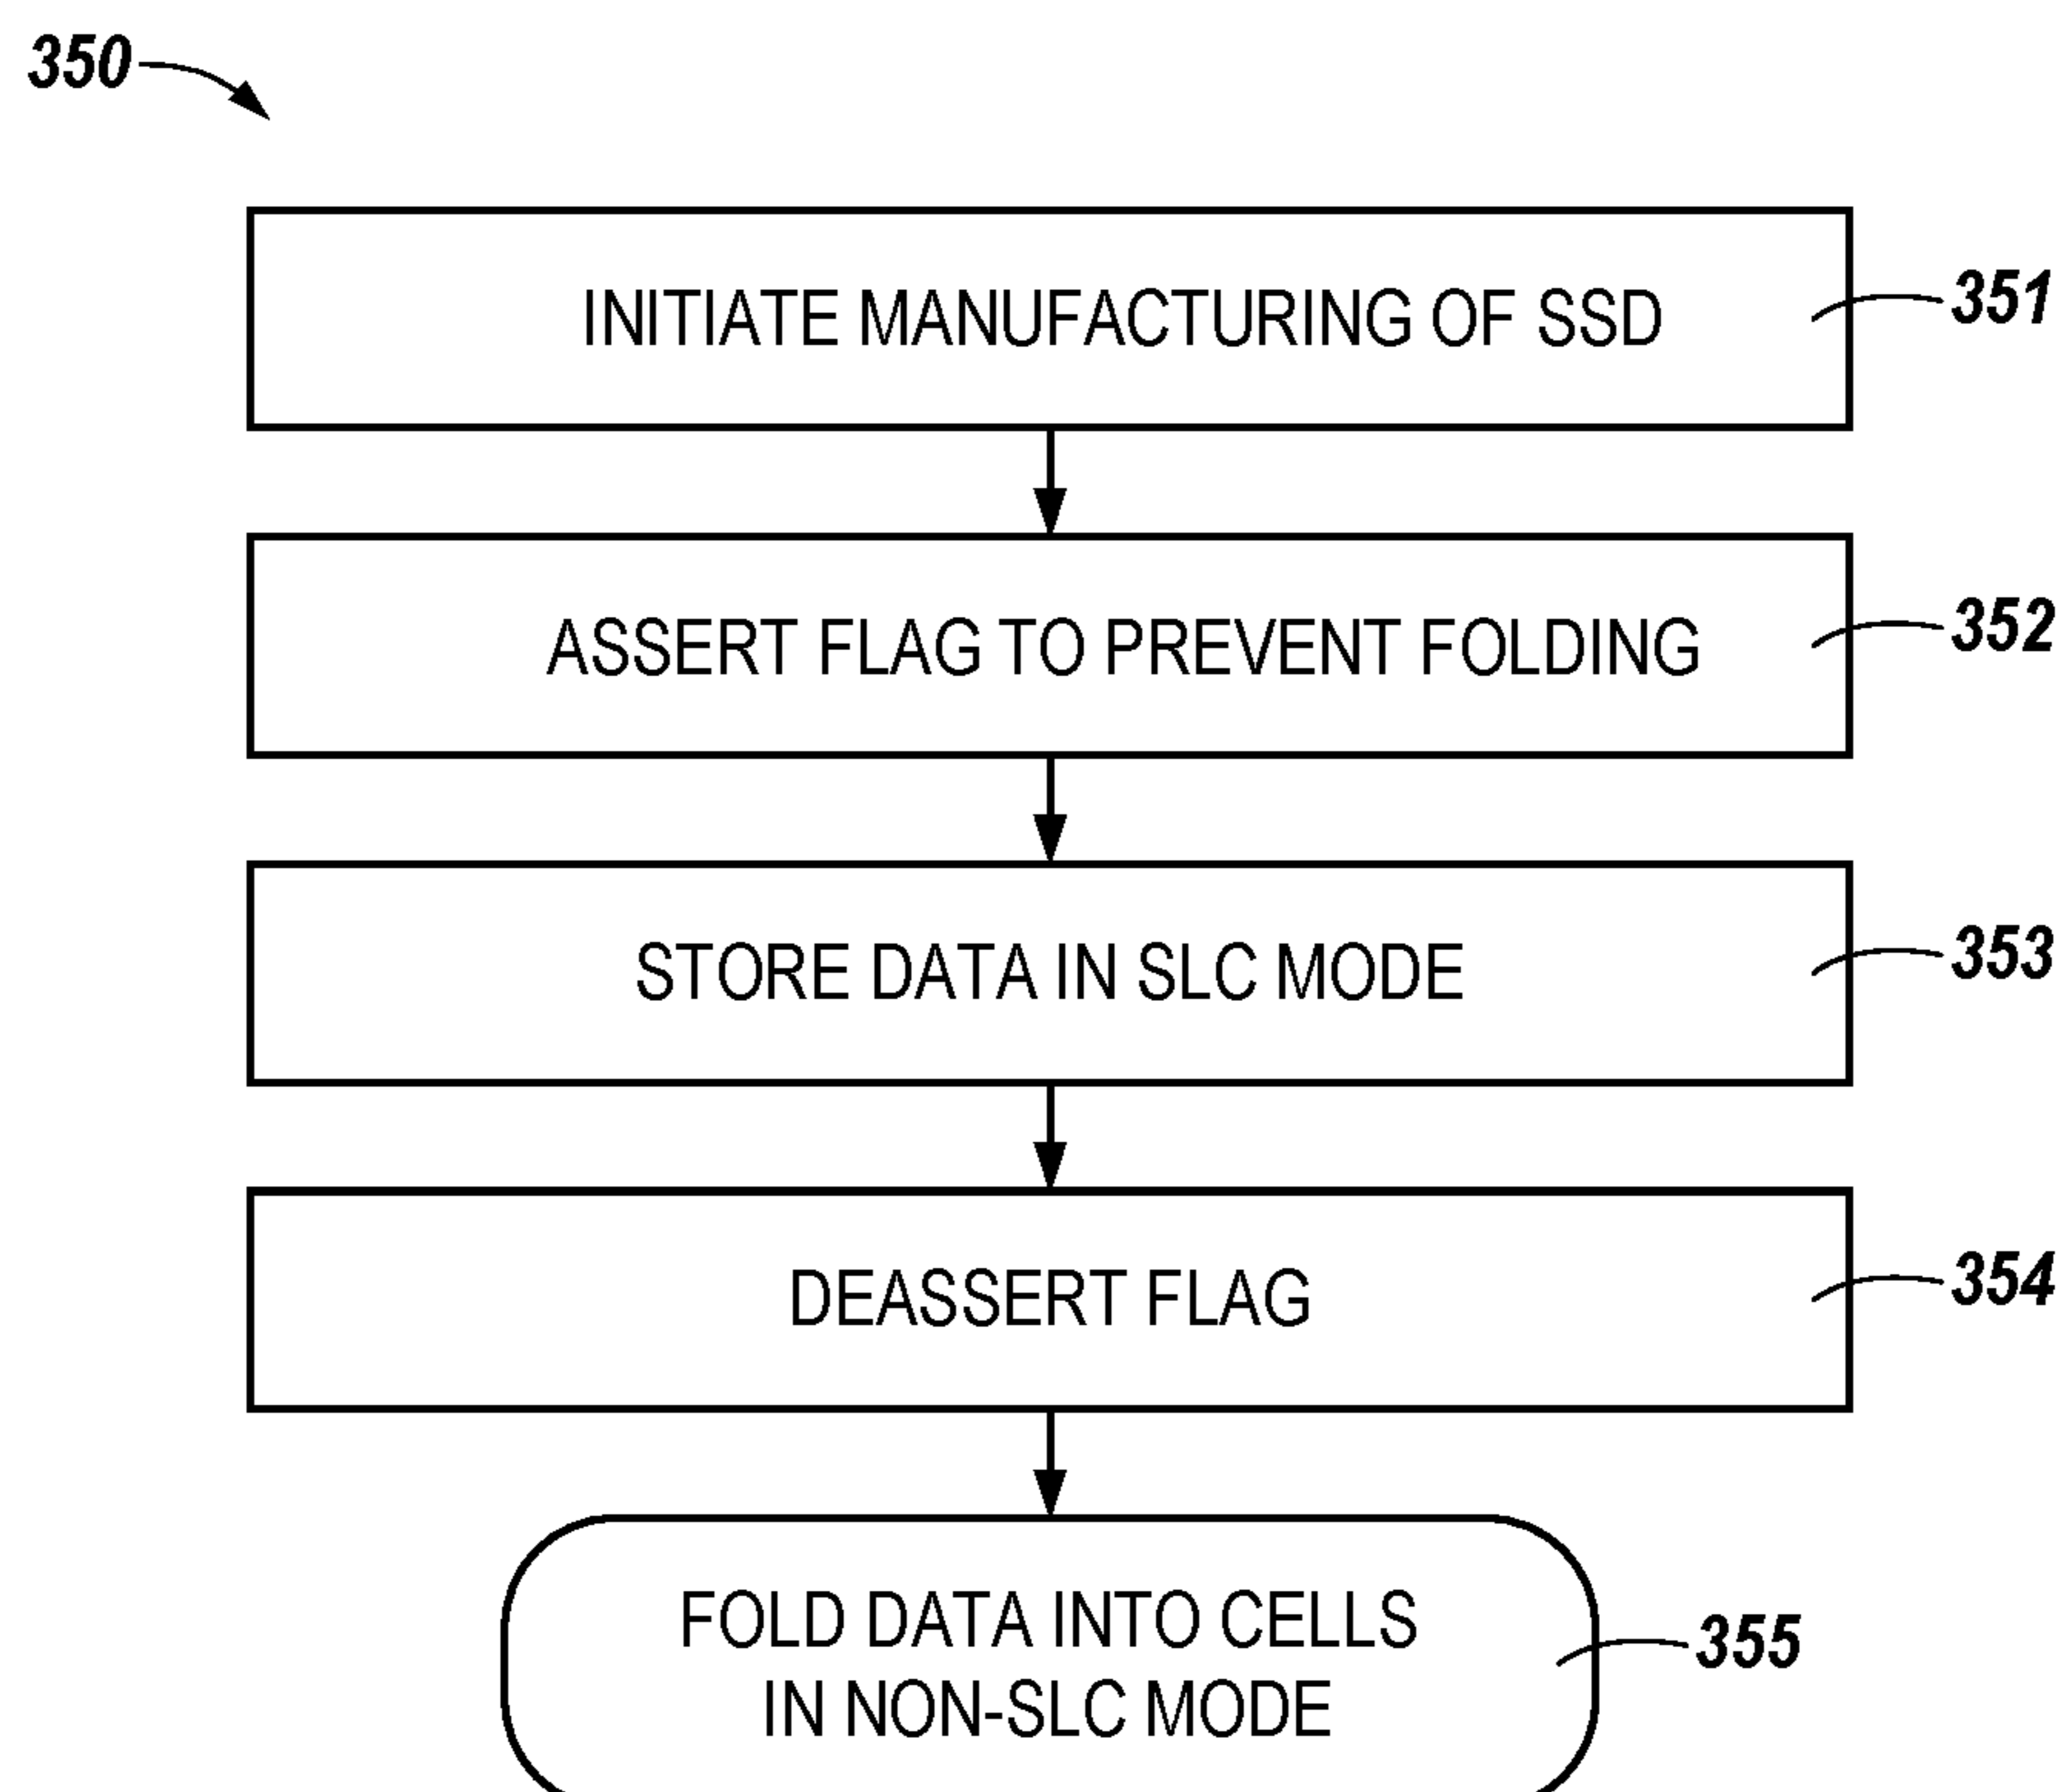 350
INITIATE MANUFACTURING OF SSD
351
ASSERT FLAG TO PREVENT FOLDING
352
STORE DATA IN SLC MODE
353
DEASSERT FLAG
354
FOLD DATA INTO CELLS
IN NON-SLC MODE
355